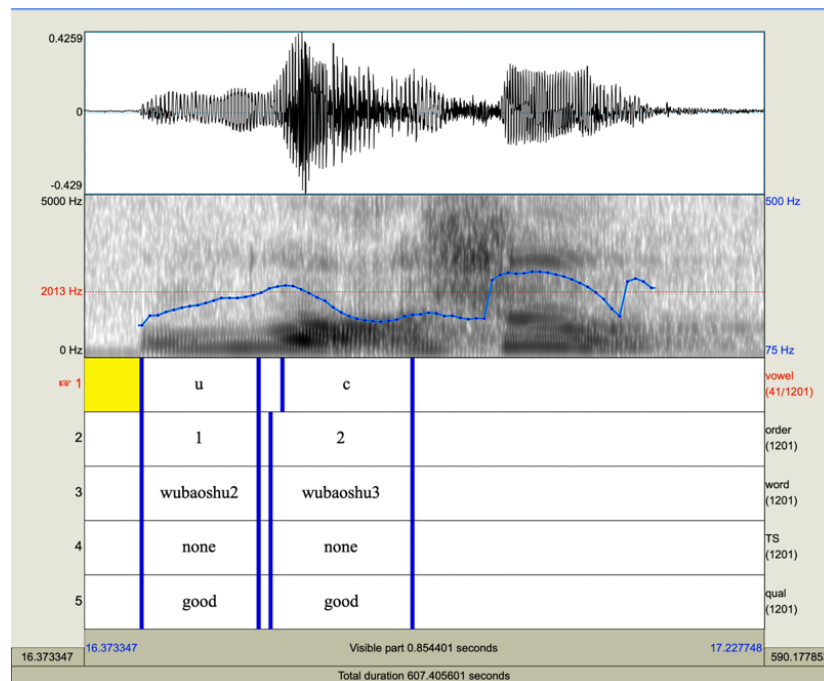 0.4259
0
-0.429
5000 Hz 500 Hz
2013 Hz
0 Hz 75 Hz
☞ 1 u c vowel
(41/1201)
2 1 2 order
(1201)
3 wubaoshu2 wubaoshu3 word
(1201)
4 none none TS
(1201)
5 good good qual
(1201)
16.373347 Visible part 0.854401 seconds 17.227748
16.373347 590.177853
Total duration 607.405601 seconds